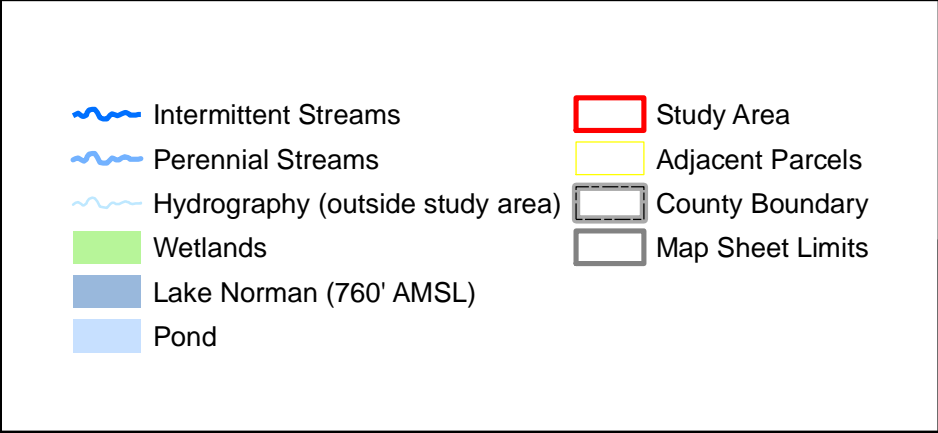 Intermittent Streams
Perennial Streams
Hydrography (outside study area)
Wetlands
Lake Norman (760' AMSL)
Pond
Study Area
Adjacent Parcels
County Boundary
Map Sheet Limits